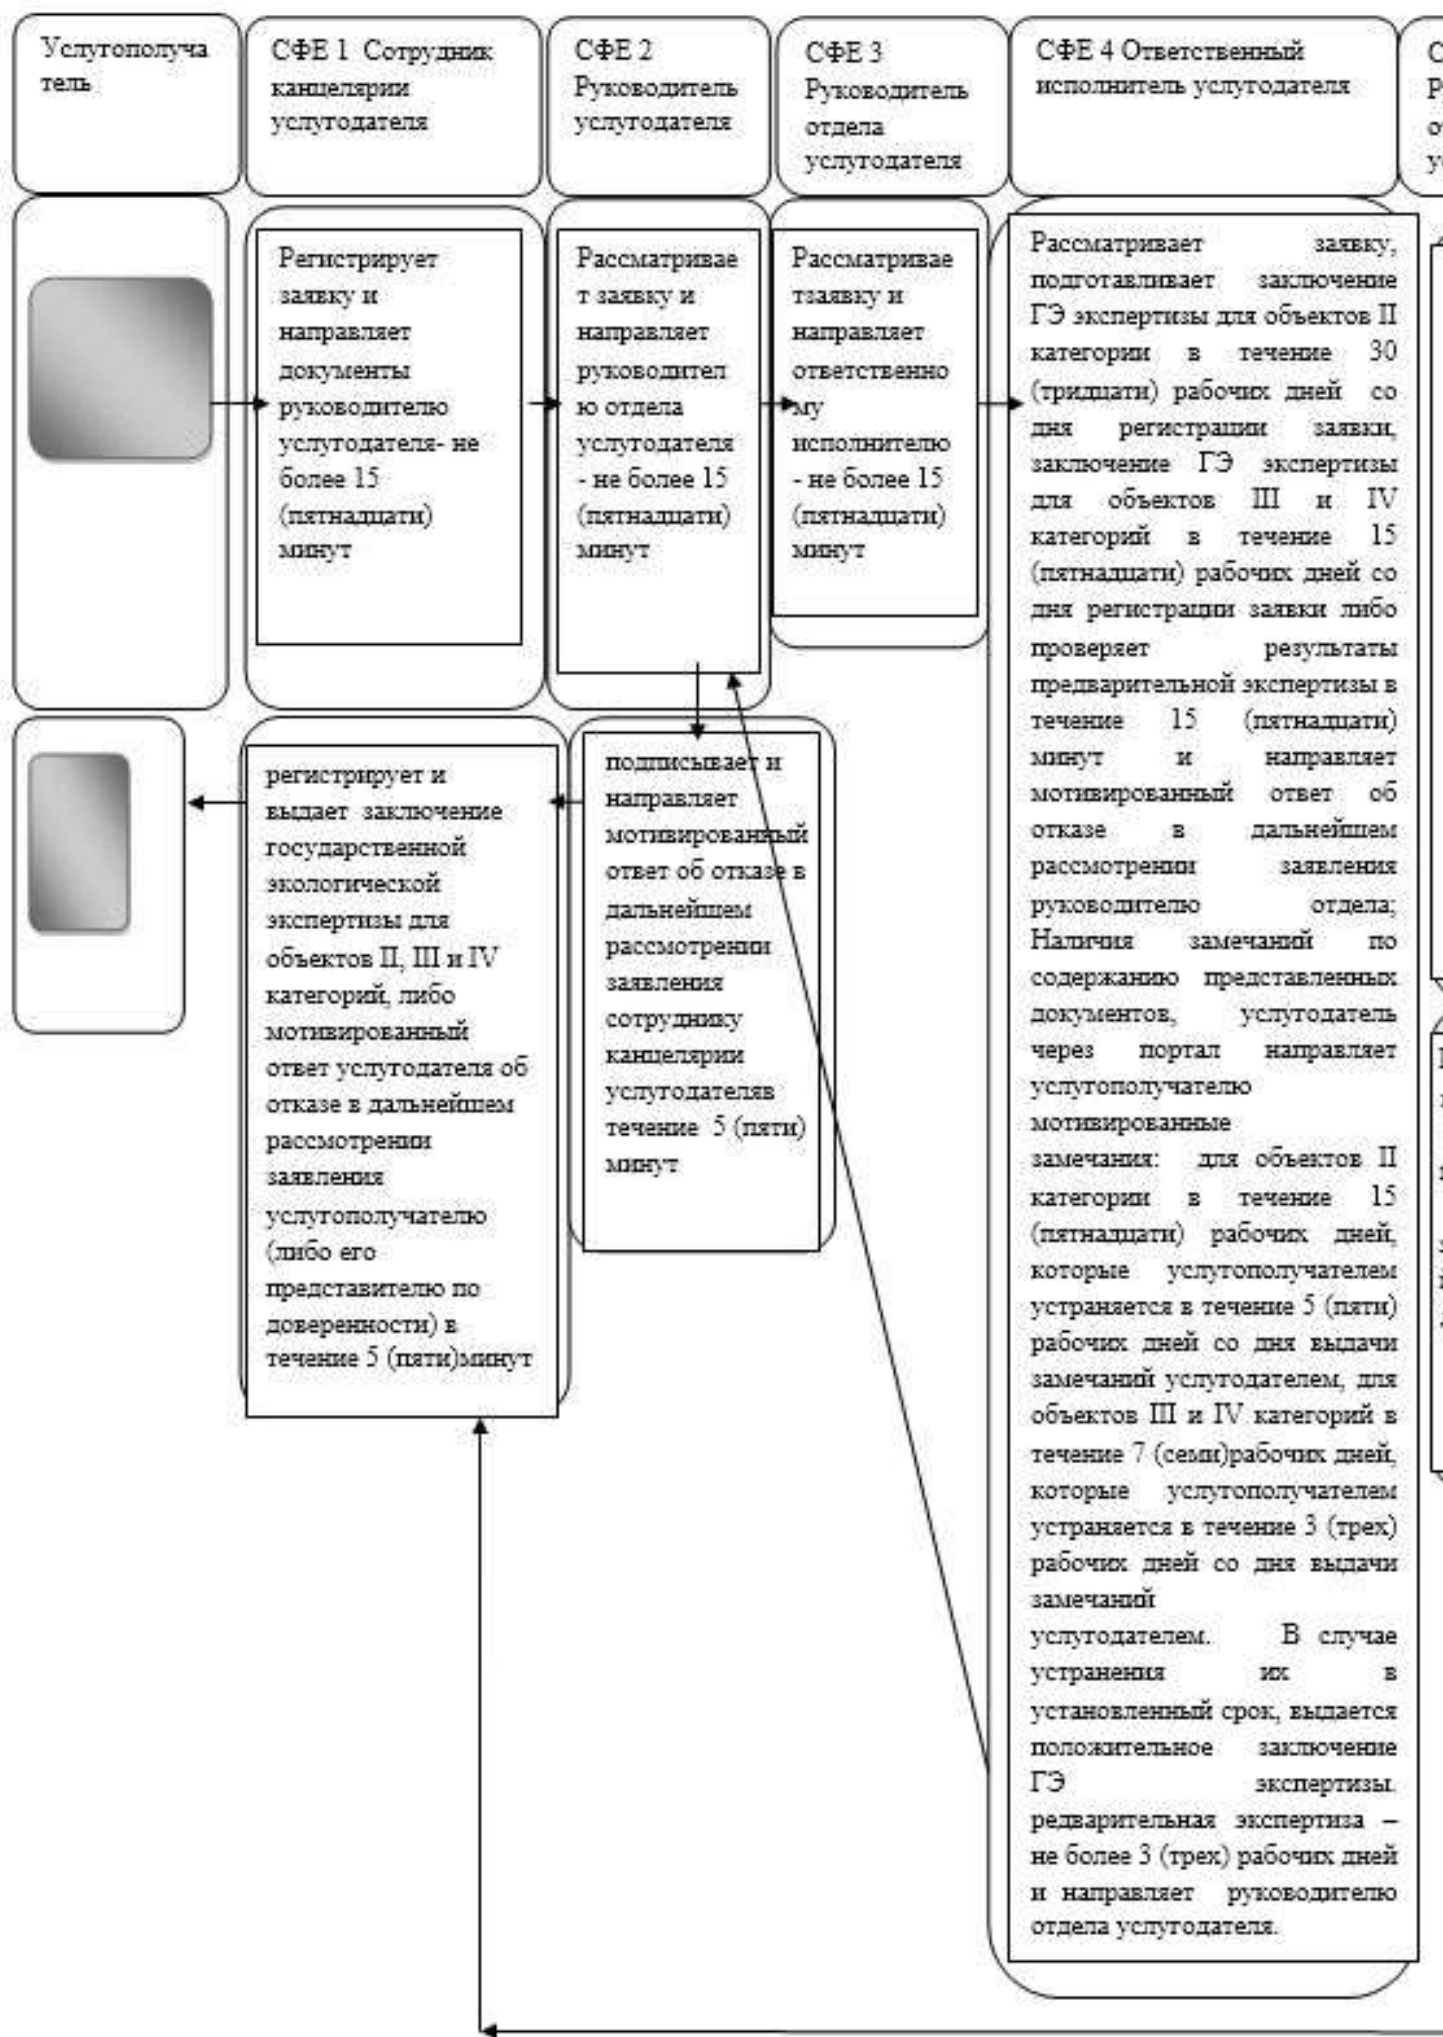 Услугополуча
тель
СФЕ 1 Сотрудник
канцелярии
услугодателя
СФЕ 2
Руководитель
услугодателя
СФЕ 3
Руководитель
отдела
услугодателя
СФЕ 4 Ответственный
исполнитель услугодателя
Регистрирует
заявку и
направляет
документы
руководителю
услугодателя- не
более 15
(пятнадцати)
минут
Рассматривае
т заявку и
направляет
руководител
ю отдела
услугодателя
- не более 15
(пятнадцати)
минут
Рассматривае
тзаявку и
направляет
ответственно
му
исполнителю
- не более 15
(пятнадцати)
минут
Рассматривает заявку,
подготавливает заключение
ГЭ экспертизы для объектов II
категории в течение 30
(тридцати) рабочих дней со
дня регистрации заявки,
заключение ГЭ экспертизы
для объектов III и IV
категорий в течение 15
(пятнадцати) рабочих дней со
дня регистрации заявки либо
проверяет результаты
предварительной экспертизы в
течение 15 (пятнадцати)
минут и направляет
мотивированный ответ об
отказе в дальнейшем
рассмотрении заявления
руководителю отдела;
Наличия замечаний по
содержанию представленных
документов, услугодатель
через портал направляет
услугополучателю
мотивированные
замечания: для объектов II
категории в течение 15
(пятнадцати) рабочих дней,
которые услугополучателем
устраняется в течение 5 (пяти)
рабочих дней со дня выдачи
замечаний услугодателем, для
объектов III и IV категорий в
течение 7 (семи)рабочих дней,
которые услугополучателем
устраняется в течение 3 (трех)
рабочих дней со дня выдачи
замечаний
услугодателем. В случае
устранения их в
установленный срок, выдается
положительное заключение
ГЭ экспертизы.
редварительная экспертиза –
не более 3 (трех) рабочих дней
и направляет руководителю
отдела услугодателя.
регистрирует и
выдает заключение
государственной
экологической
экспертизы для
объектов II, III и IV
категорий, либо
мотивированный
ответ услугодателя об
отказе в дальнейшем
рассмотрении
заявления
услугополучателю
(либо его
представителю по
доверенности) в
течение 5 (пяти)минут
подписывает и
направляет
мотивированный
ответ об отказе в
дальнейшем
рассмотрении
заявления
сотруднику
канцелярии
услугодателяв
течение 5 (пяти)
минут